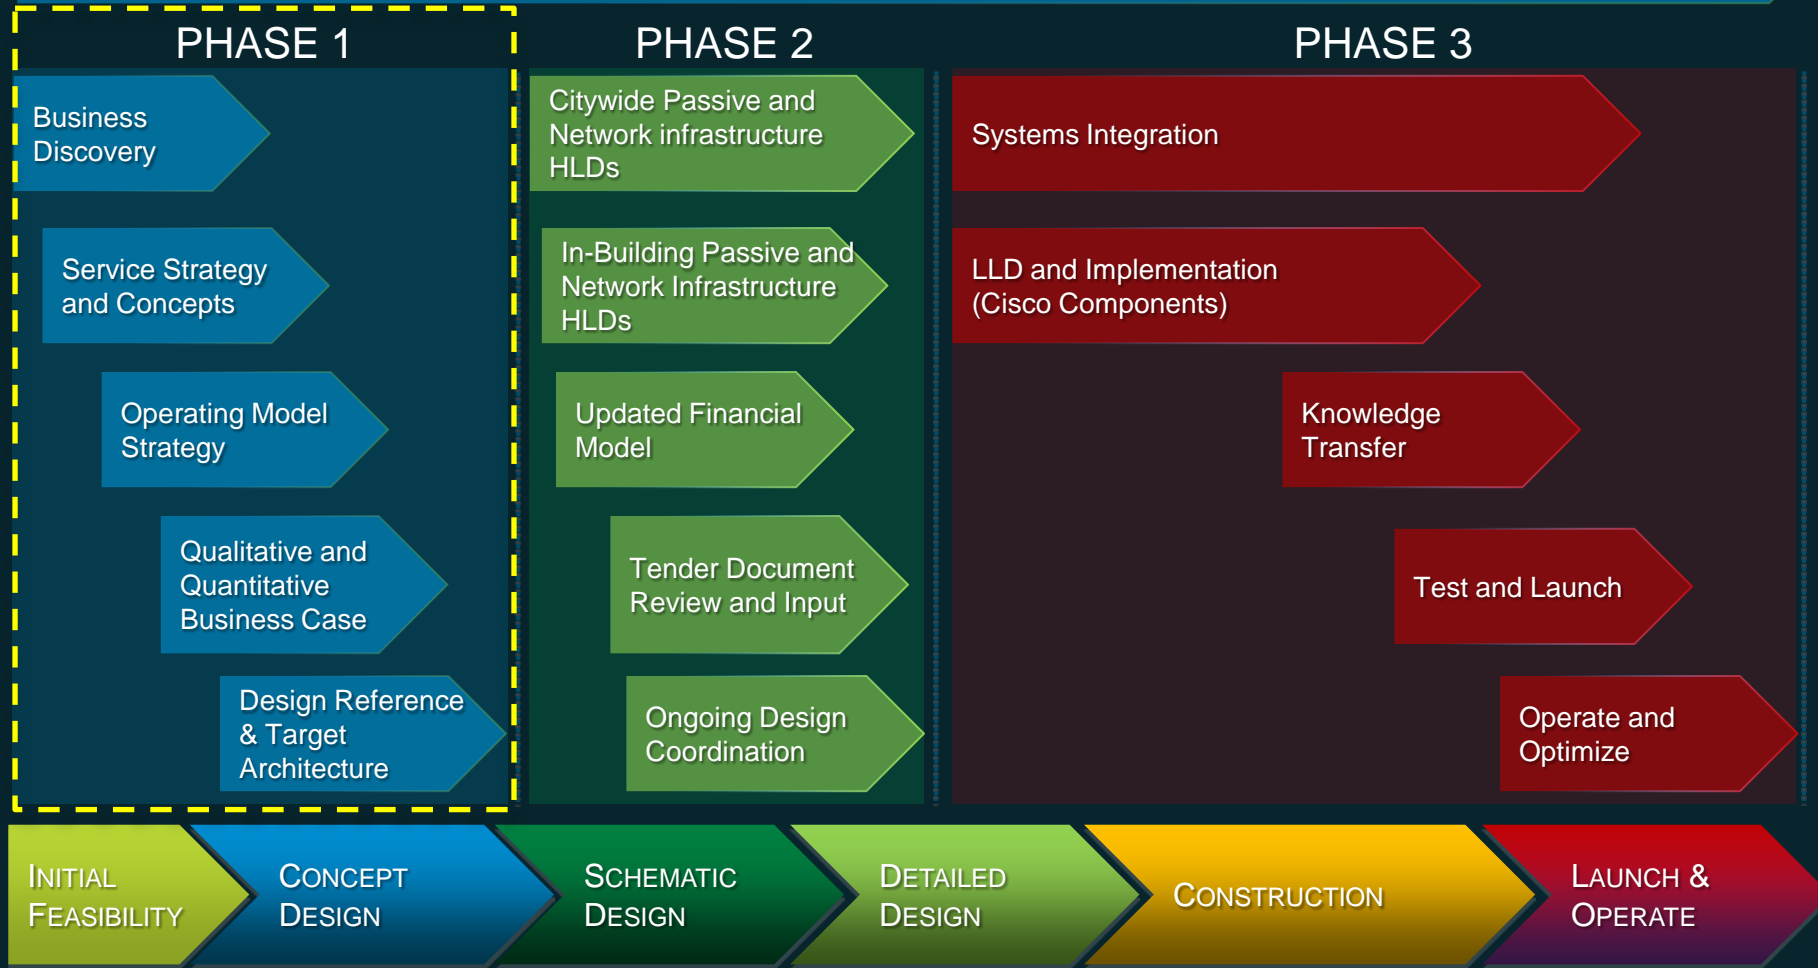 PHASE 1
Business
Discovery
Service Strategy
and Concepts
Operating Model
Strategy
Qualitative and
Quantitative
Business Case
Design Reference
& Target
Architecture
PHASE 2
Citywide Passive and
Network infrastructure
HLDs
In-Building Passive and
Network Infrastructure
HLDs
Updated Financial
Model
Tender Document
Review and Input
Ongoing Design
Coordination
PHASE 3
Systems Integration
LLD and Implementation
(Cisco Components)
Knowledge
Transfer
Test and Launch
Operate and
Optimize
INITIAL
FEASIBILITY
CONCEPT
DESIGN
SCHEMATIC
DESIGN
DETAILED
DESIGN
CONSTRUCTION
LAUNCH &
OPERATE